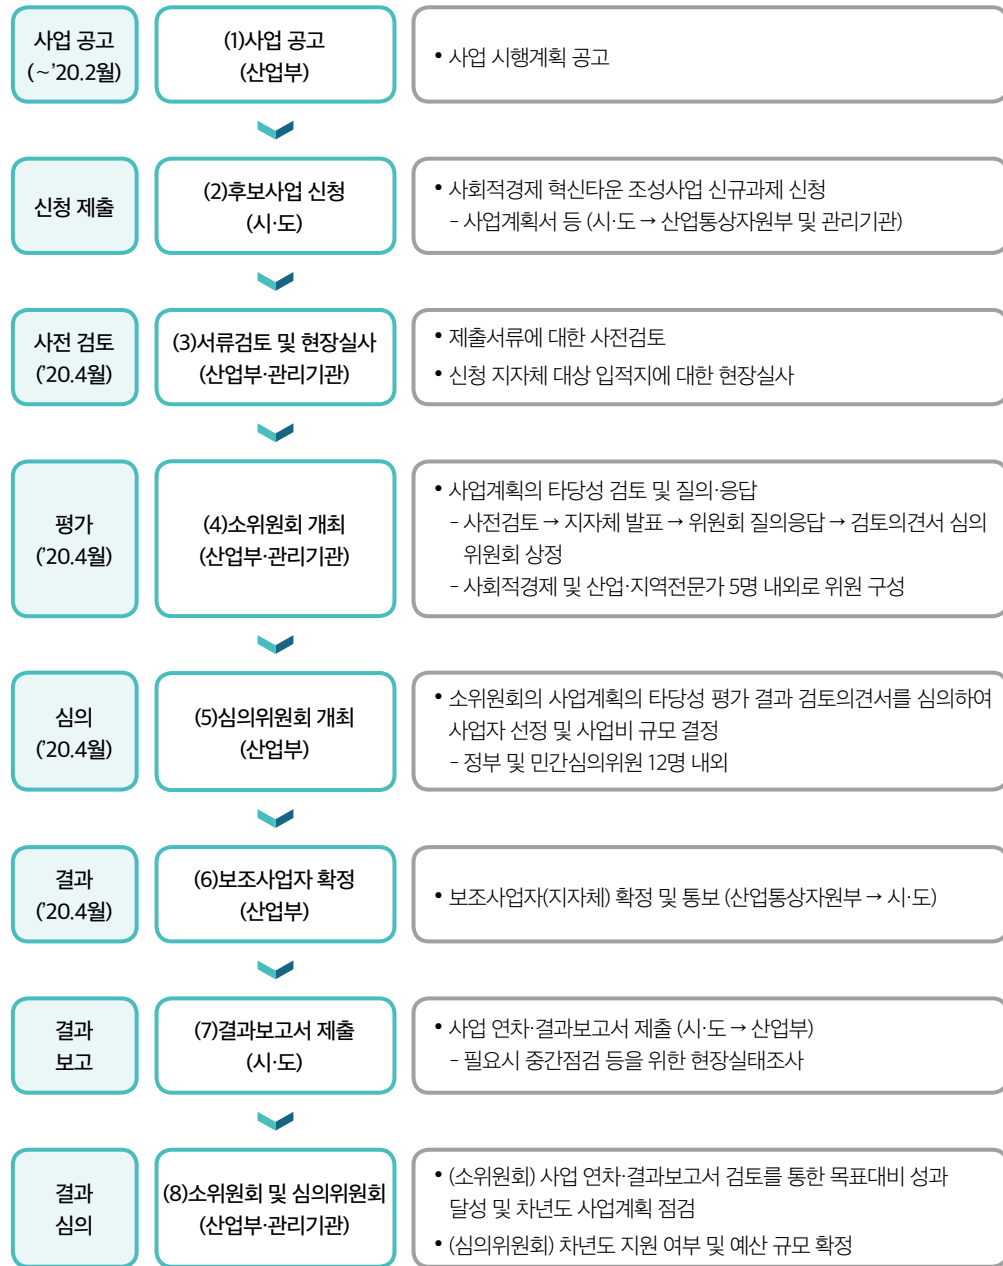 사업 공고
(~'20.2월)
(1)사업 공고
(산업부)
• 사업 시행계획 공고
신청 제출
(2)후보사업 신청
(시·도)
• 사회적경제 혁신타운 조성사업 신규과제 신청
- 사업계획서 등 (시·도 → 산업통상자원부 및 관리기관)
사전 검토
('20.4월)
(3)서류검토 및 현장실사
(산업부·관리기관)
• 제출서류에 대한 사전검토
• 신청 지자체 대상 입적지에 대한 현장실사
평가
('20.4월)
(4)소위원회 개최
(산업부·관리기관)
• 사업계획의 타당성 검토 및 질의·응답
- 사전검토 → 지자체 발표 → 위원회 질의응답 → 검토의견서 심의
위원회 상정
- 사회적경제 및 산업·지역전문가 5명 내외로 위원 구성
심의
('20.4월)
(5)심의위원회 개최
(산업부)
• 소위원회의 사업계획의 타당성 평가 결과 검토의견서를 심의하여
사업자 선정 및 사업비 규모 결정
- 정부 및 민간심의위원 12명 내외
결과
('20.4월)
(6)보조사업자 확정
(산업부)
• 보조사업자(지자체) 확정 및 통보 (산업통상자원부 → 시·도)
결과
보고
(7)결과보고서 제출
(시·도)
• 사업 연차·결과보고서 제출 (시·도 → 산업부)
- 필요시 중간점검 등을 위한 현장실태조사
결과
심의
(8)소위원회 및 심의위원회
(산업부·관리기관)
• (소위원회) 사업 연차·결과보고서 검토를 통한 목표대비 성과
달성 및 차년도 사업계획 점검
• (심의위원회) 차년도 지원 여부 및 예산 규모 확정